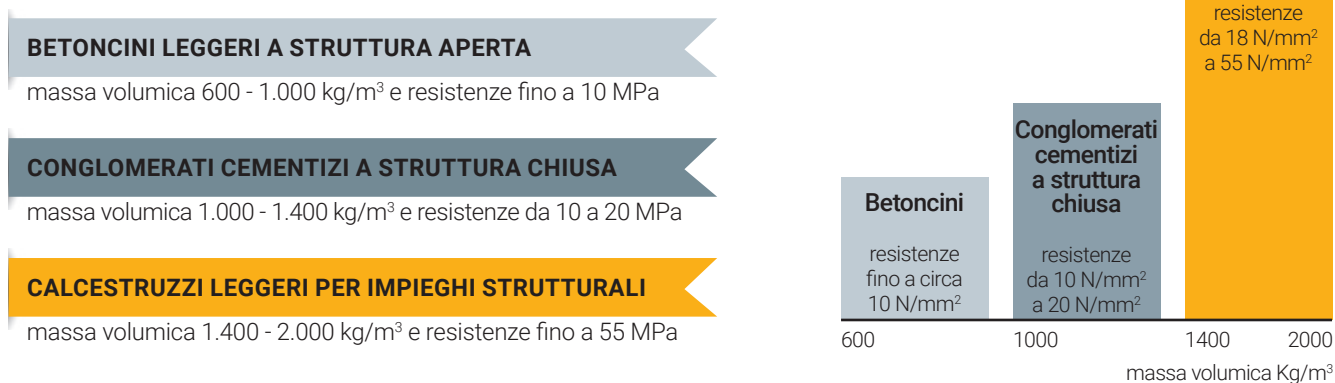 BETONCINI LEGGERI A STRUTTURA APERTA
massa volumica 600 - 1.000 kg/m³ e resistenze fino a 10 MPa
CONGLOMERATI CEMENTIZI A STRUTTURA CHIUSA
massa volumica 1.000 - 1.400 kg/m³ e resistenze da 10 a 20 MPa
CALCESTRUZZI LEGGERI PER IMPIEGHI STRUTTURALI
massa volumica 1.400 - 2.000 kg/m³ e resistenze fino a 55 MPa
Betoncini
resistenze
fino a circa
10 N/mm²
Conglomerati
cementizi
a struttura
chiusa
resistenze
da 10 N/mm²
a 20 N/mm²
resistenze
da 18 N/mm²
a 55 N/mm²
600 1000 1400 2000
massa volumica Kg/m³